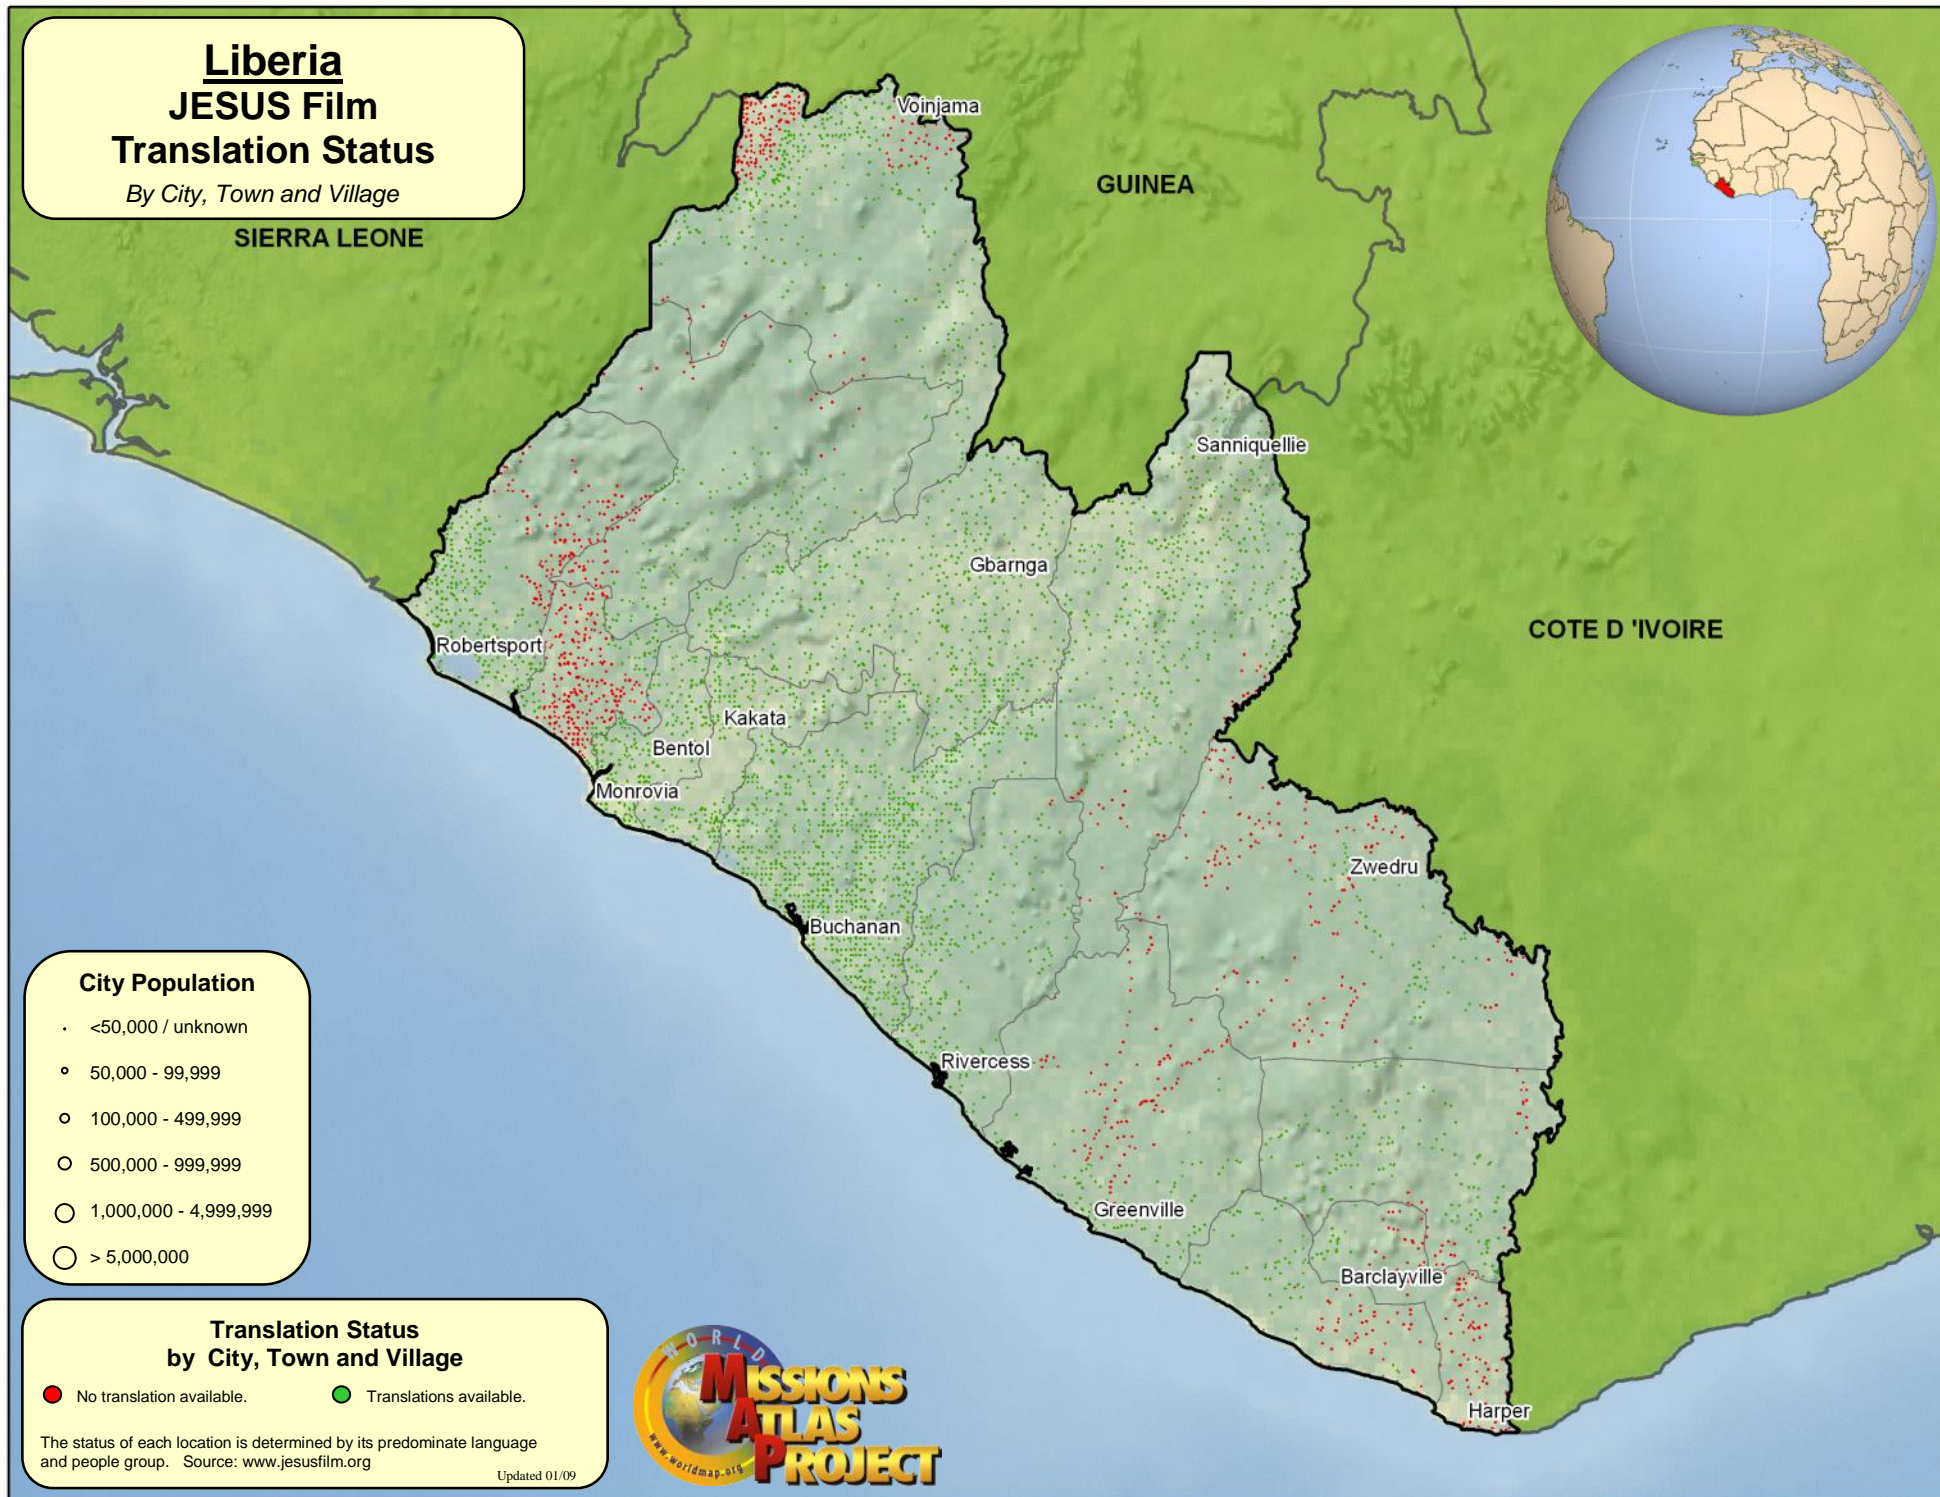 Liberia
JESUS Film
Translation Status
By City, Town and Village
SIERRA LEONE
GUINEA
COTE D 'IVOIRE
Voinjama
Sanniquellie
Gbarnga
Robertsport
Kakata
Bentol
Monrovia
Zwedru
Buchanan
Rivercess
Greenville
Barclayville
Harper
City Population
<50,000 / unknown
50,000 - 99,999
100,000 - 499,999
500,000 - 999,999
1,000,000 - 4,999,999
> 5,000,000
Translation Status
by City, Town and Village
No translation available.
Translations available.
The status of each location is determined by its predominate language
and people group. Source: www.jesusfilm.org
Updated 01/09
WORLD
MISSIONS
ATLAS
PROJECT
www.worldmap.org